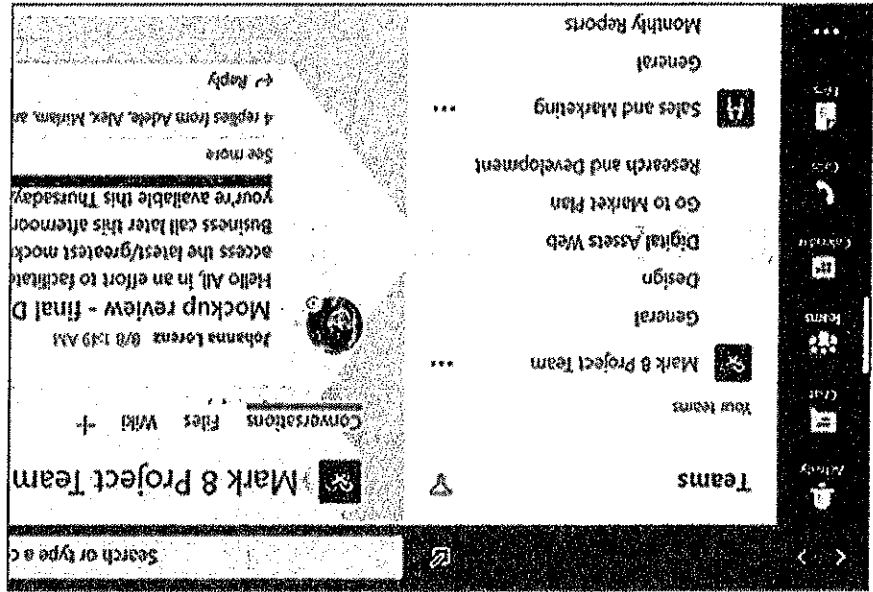 Search or type a c
Activity
Chat
Teams
Calendar
Calls
Files
Teams
Your teams
Mark 8 Project Team
General
Design
Digital Assets Web
Go to Market Plan
Research and Development
Sales and Marketing
General
Monthly Reports
Mark 8 Project Team
Conversations Files Wiki +
Johanna Lorenz 8/8 1:49 AM
Mockup review - final D
Hello All, in an effort to facilitate
access the latest/greatest mock
Business call later this afternoon
you're available this Thursaday,
See more
4 replies from Adele, Alex, Miriam, ar
Reply